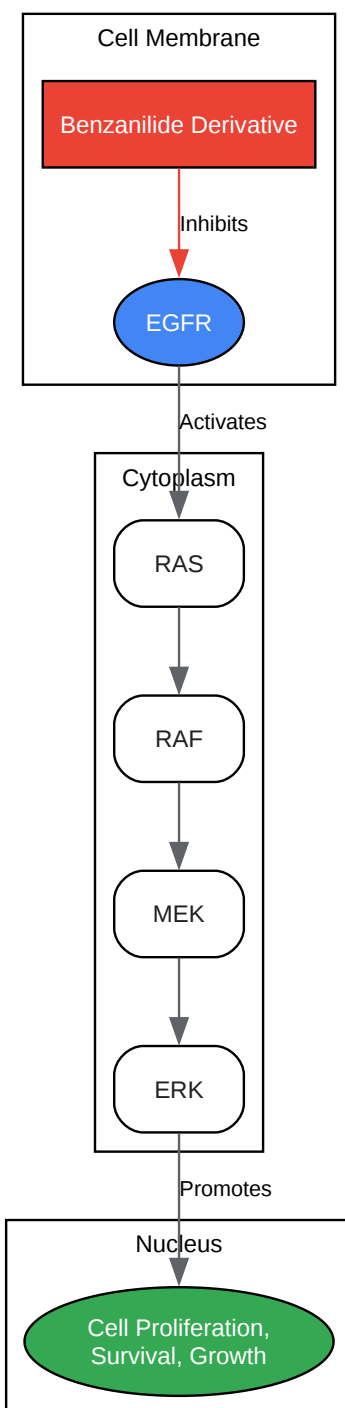 Cell Membrane
Benzanilide Derivative
Inhibits
EGFR
Activates
Cytoplasm
RAS
RAF
MEK
ERK
Promotes
Nucleus
Cell Proliferation,
Survival, Growth